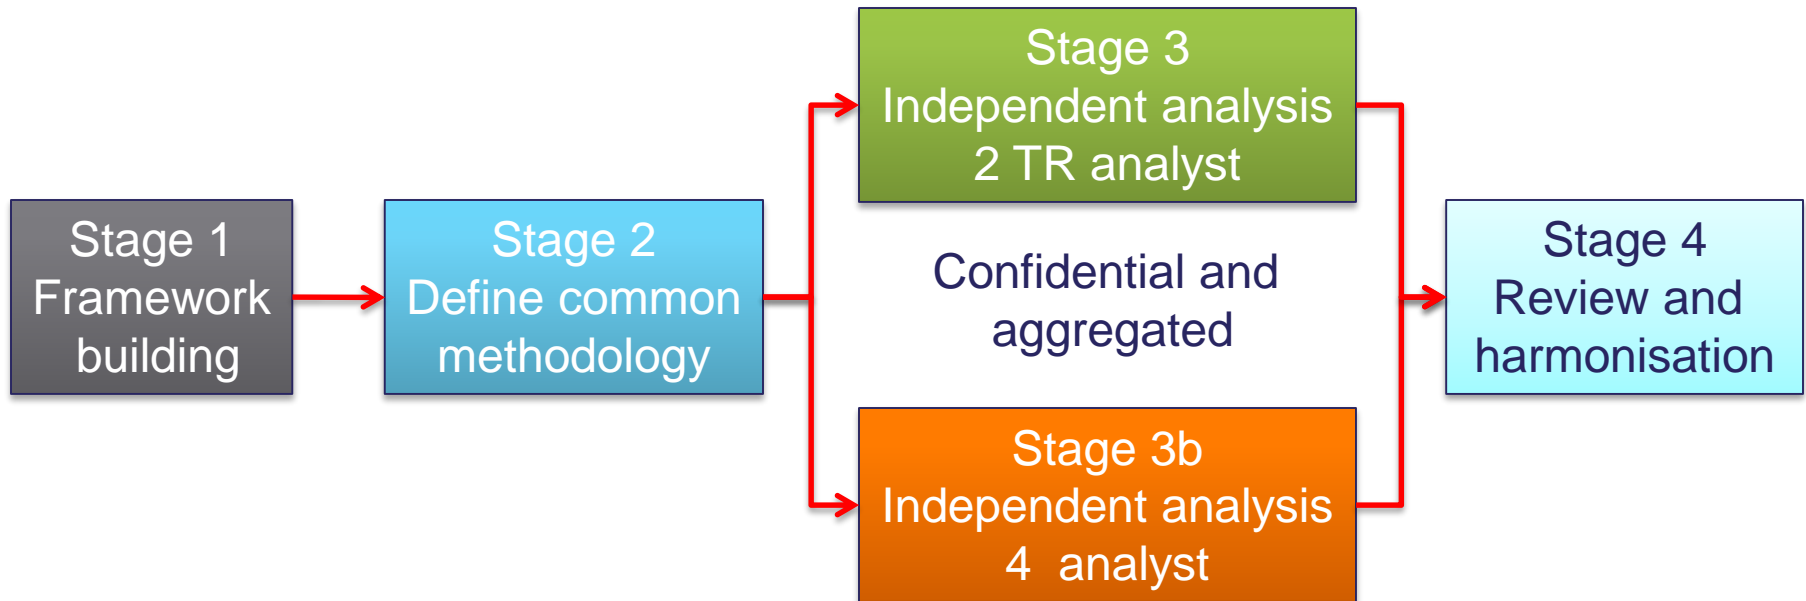 Stage 1
Framework
building
Stage 2
Define common
methodology
Stage 3
Independent analysis
2 TR analyst
Confidential and
aggregated
Stage 3b
Independent analysis
4 analyst
Stage 4
Review and
harmonisation